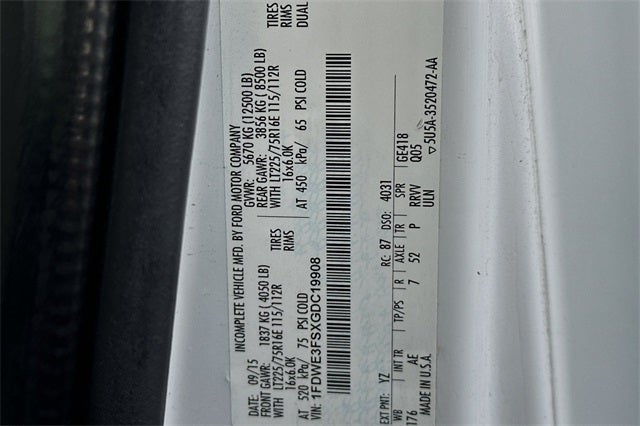 INCOMPLETE VEHICLE MFD. BY FORD MOTOR COMPANY
DATE: 09/15 GVWR: 5670 KG (12500 LB)
FRONT GAWR: 1837 KG (4050 LB) REAR GAWR: 3856 KG (8500 LB)
WITH LT225/75R16E 115/112R TIRES WITH LT225/75R16E 115/112R TIRES
16x6.0K RIMS 16x6.0K RIMS
AT 520 kPa/ 75 PSI COLD AT 450 kPa/ 65 PSI COLD DUAL
VIN: 1FDWE3FSXGDC19908
EXT PNT: YZ RC: 87 DSO: 4031
WB INT TR TP/PS R AXLE TR SPR GE418
176 AE 7 52 P RRVV Q05
MADE IN U.S.A. ULN ▽5U5A-3520472-AA